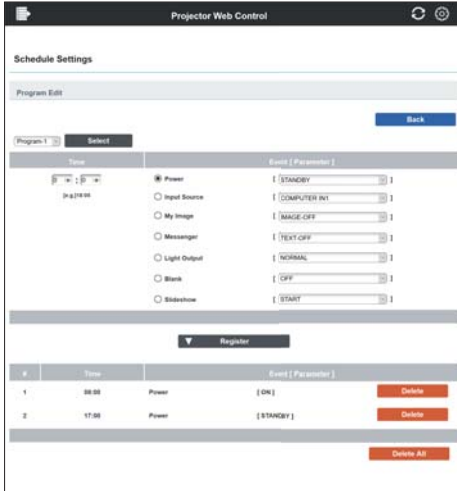 Projector Web Control
Schedule Settings
Program Edit
Back
Program-1 Select
Time Event [ Parameter ]
0 : 0 Power [ STANDBY ]
[e.g.]18:00 Input Source [ COMPUTER IN1 ]
My Image [ IMAGE-OFF ]
Messenger [ TEXT-OFF ]
Light Output [ NORMAL ]
Blank [ OFF ]
Slideshow [ START ]
Register
# Time Event [ Parameter ]
1 08:00 Power [ ON ] Delete
2 17:00 Power [ STANDBY ] Delete
Delete All